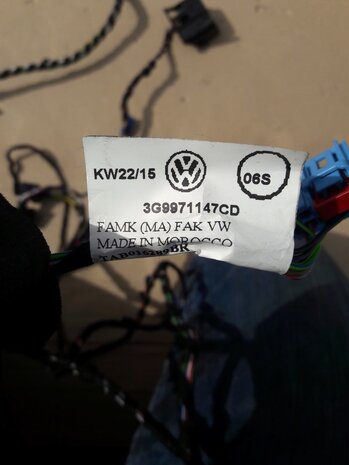 KW22/15 VW 06S
3G9971147CD
FAMK (MA) FAK VW
MADE IN MOROCCO